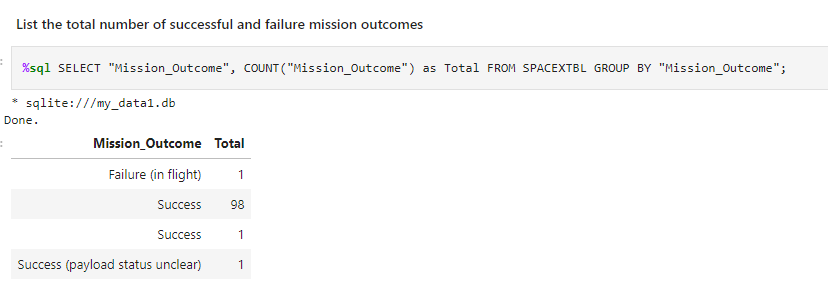 List the total number of successful and failure mission outcomes
%sql SELECT "Mission_Outcome", COUNT("Mission_Outcome") as Total FROM SPACEXTBL GROUP BY "Mission_Outcome";
* sqlite:///my_data1.db
Done.
Mission_Outcome Total
Failure (in flight) 1
Success 98
Success 1
Success (payload status unclear) 1